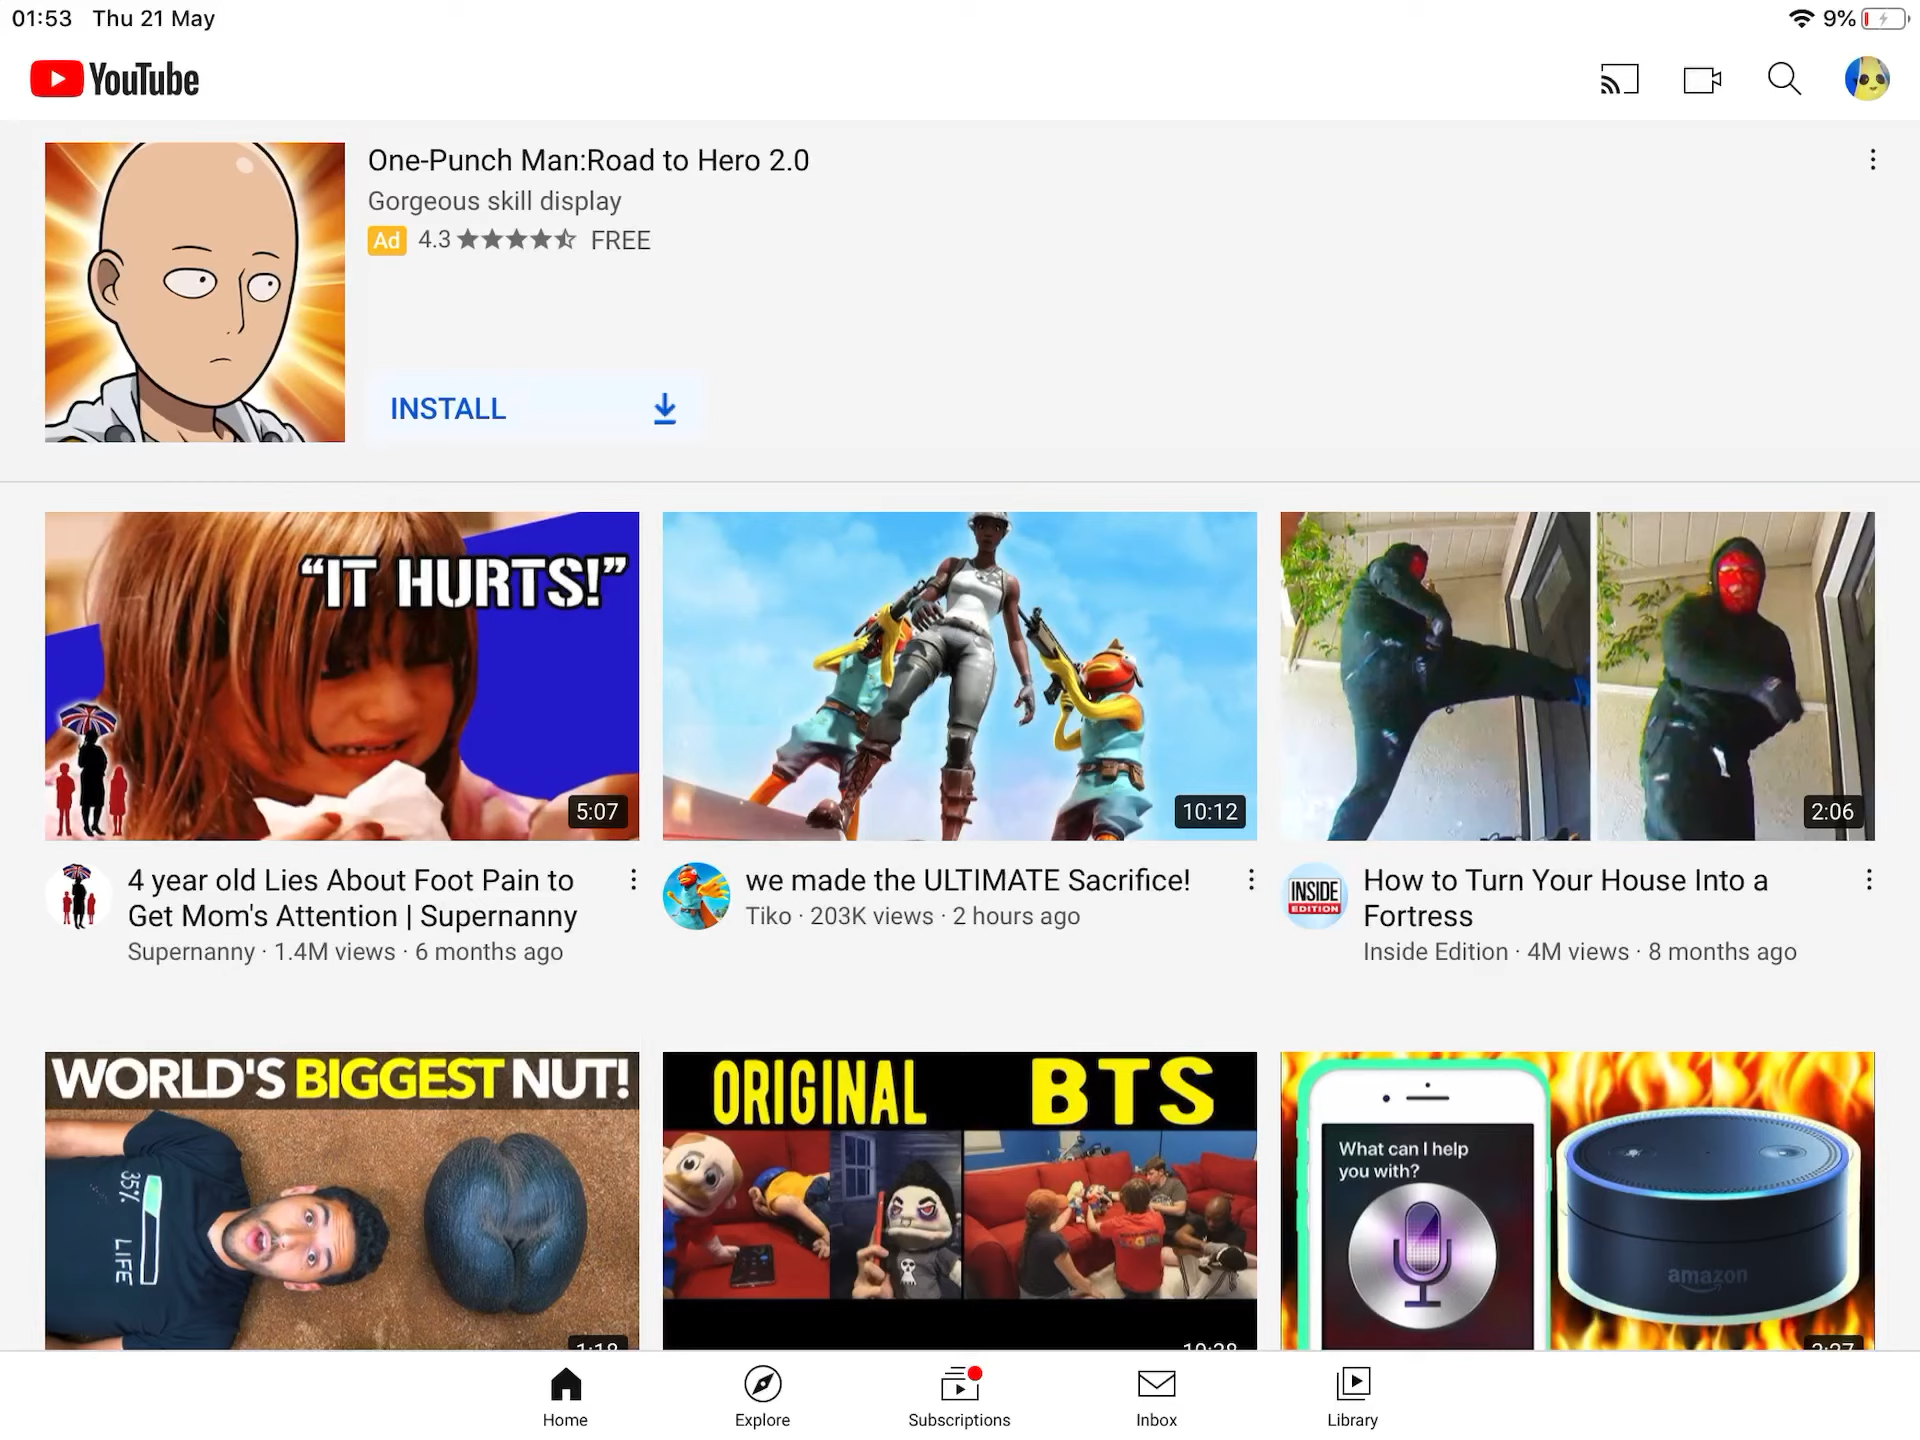 01:53 Thu 21 May
9%
YouTube
One-Punch Man:Road to Hero 2.0
Gorgeous skill display
Ad 4.3 FREE
INSTALL
“IT HURTS!”
5:07
10:12
2:06
4 year old Lies About Foot Pain to
Get Mom's Attention | Supernanny
Supernanny · 1.4M views · 6 months ago
we made the ULTIMATE Sacrifice!
Tiko · 203K views · 2 hours ago
INSIDE
EDITION
How to Turn Your House Into a
Fortress
Inside Edition · 4M views · 8 months ago
WORLD'S BIGGEST NUT!
35%
LIFE
ORIGINAL BTS
What can I help
you with?
amazon
Home
Explore
Subscriptions
Inbox
Library